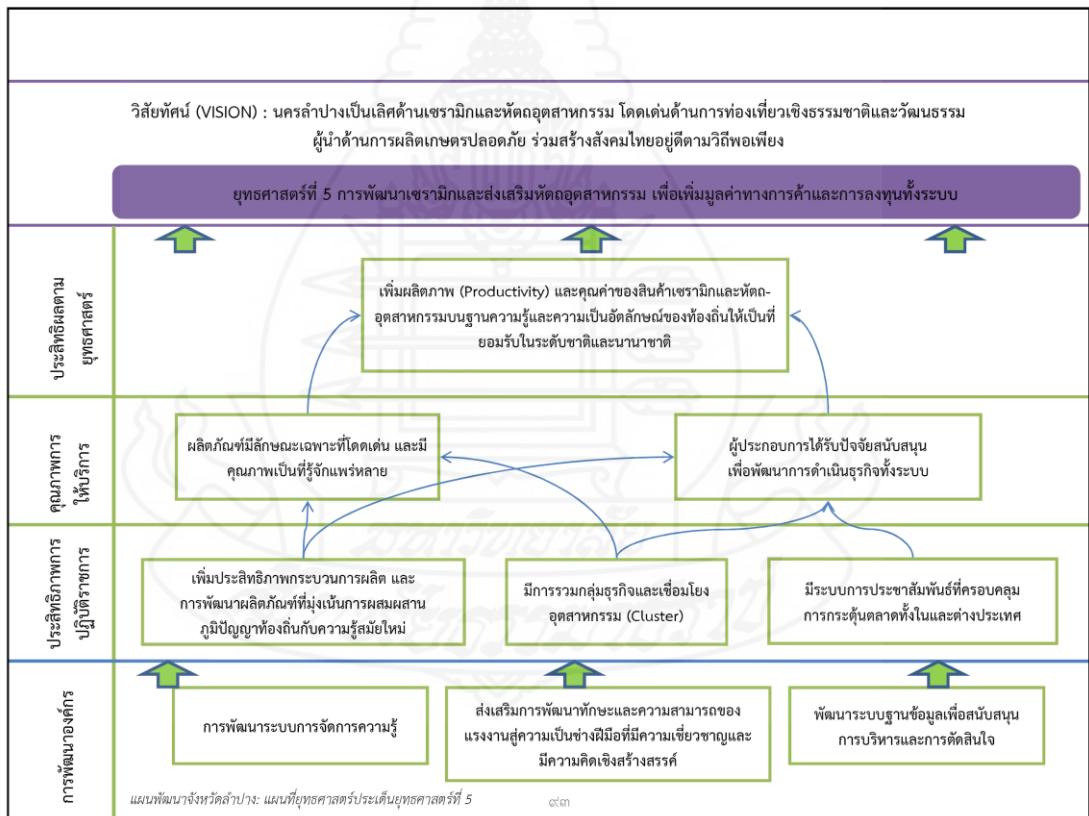 วิสัยทัศน์ (VISION) : นครลำปางเป็นเลิศด้านเซรามิกและหัตถอุตสาหกรรม โดดเด่นด้านการท่องเที่ยวเชิงธรรมชาติและวัฒนธรรม
ผู้นำด้านการผลิตเกษตรปลอดภัย ร่วมสร้างสังคมไทยอยู่ดีตามวิถีพอเพียง
ยุทธศาสตร์ที่ 5 การพัฒนาเซรามิกและส่งเสริมหัตถอุตสาหกรรม เพื่อเพิ่มมูลค่าทางการค้าและการลงทุนทั้งระบบ
ประสิทธิผลตาม
ยุทธศาสตร์
เพิ่มผลิตภาพ (Productivity) และคุณค่าของสินค้าเซรามิกและหัตถ-
อุตสาหกรรมบนฐานความรู้และความเป็นอัตลักษณ์ของท้องถิ่นให้เป็นที่
ยอมรับในระดับชาติและนานาชาติ
คุณภาพการ
ให้บริการ
ผลิตภัณฑ์มีลักษณะเฉพาะที่โดดเด่น และมี
คุณภาพเป็นที่รู้จักแพร่หลาย
ผู้ประกอบการได้รับปัจจัยสนับสนุน
เพื่อพัฒนาการดำเนินธุรกิจทั้งระบบ
ประสิทธิภาพการ
ปฏิบัติราชการ
เพิ่มประสิทธิภาพกระบวนการผลิต และ
การพัฒนาผลิตภัณฑ์ที่มุ่งเน้นการผสมผสาน
ภูมิปัญญาท้องถิ่นกับความรู้สมัยใหม่
มีการรวมกลุ่มธุรกิจและเชื่อมโยง
อุตสาหกรรม (Cluster)
มีระบบการประชาสัมพันธ์ที่ครอบคลุม
การกระตุ้นตลาดทั้งในและต่างประเทศ
การพัฒนาองค์กร
การพัฒนาระบบการจัดการความรู้
ส่งเสริมการพัฒนาทักษะและความสามารถของ
แรงงานสู่ความเป็นช่างฝีมือที่มีความเชี่ยวชาญและ
มีความคิดเชิงสร้างสรรค์
พัฒนาระบบฐานข้อมูลเพื่อสนับสนุน
การบริหารและการตัดสินใจ
แผนพัฒนาจังหวัดลำปาง: แผนที่ยุทธศาสตร์ประเด็นยุทธศาสตร์ที่ 5
๙๓